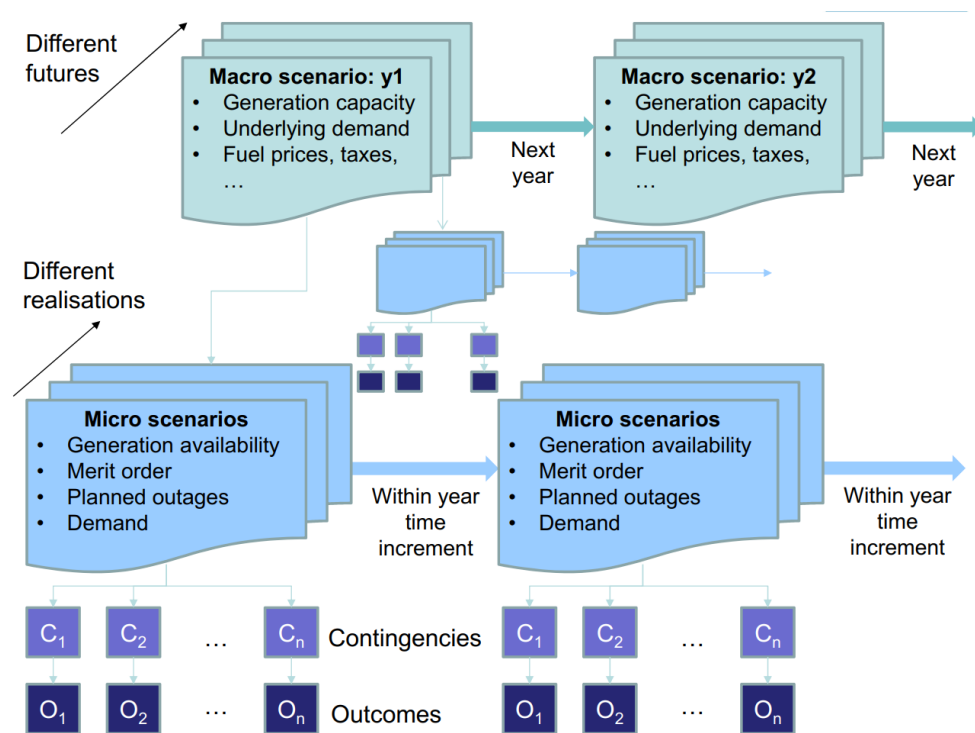 Different
futures
Macro scenario: y1
• Generation capacity
• Underlying demand
• Fuel prices, taxes,
…
Next
year
Macro scenario: y2
• Generation capacity
• Underlying demand
• Fuel prices, taxes,
…
Next
year
Different
realisations
Micro scenarios
• Generation availability
• Merit order
• Planned outages
• Demand
Within year
time
increment
Micro scenarios
• Generation availability
• Merit order
• Planned outages
• Demand
Within year
time
increment
C1 C2 … Cn Contingencies C1 C2 … Cn
O1 O2 … On Outcomes O1 O2 … On